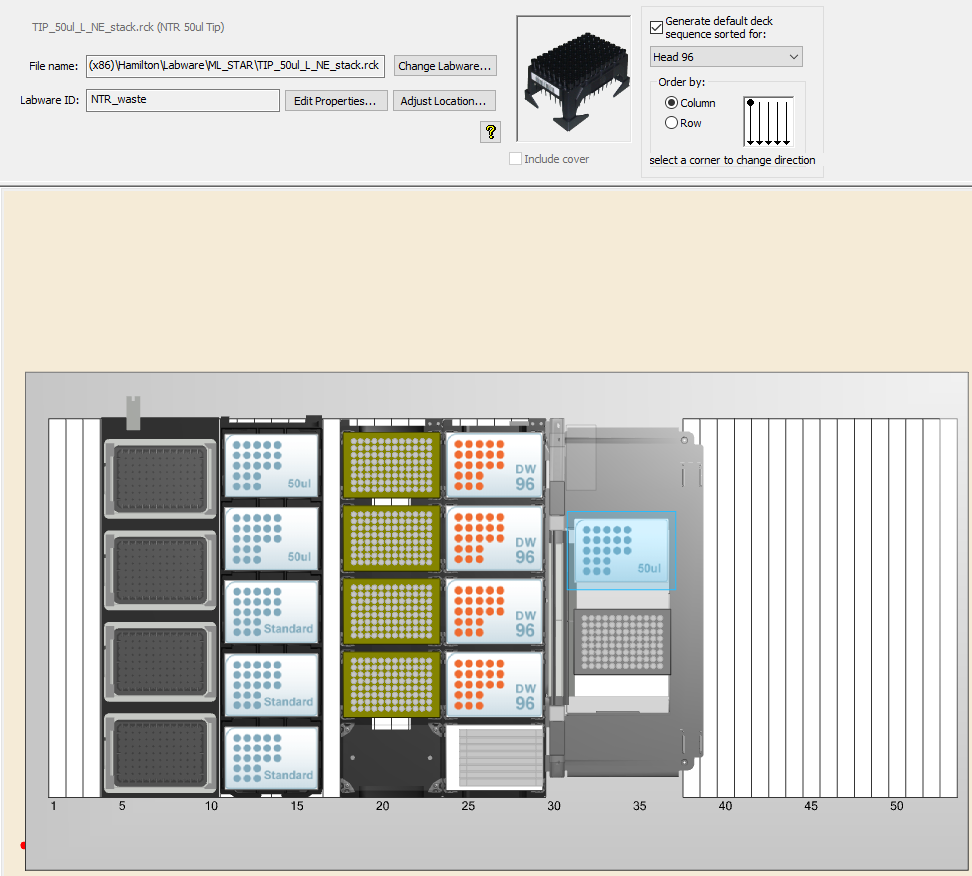 TIP_50ul_L_NE_stack.rck (NTR 50ul Tip)
File name: (x86)\Hamilton\Labware\ML_STAR\TIP_50ul_L_NE_stack.rck Change Labware...
Labware ID: NTR_waste Edit Properties... Adjust Location...
?
Include cover
Generate default deck
sequence sorted for:
Head 96
Order by:
Column
Row
select a corner to change direction
50ul
50ul
Standard
Standard
Standard
DW
96
DW
96
DW
96
DW
96
50ul
1 5 10 15 20 25 30 35 40 45 50